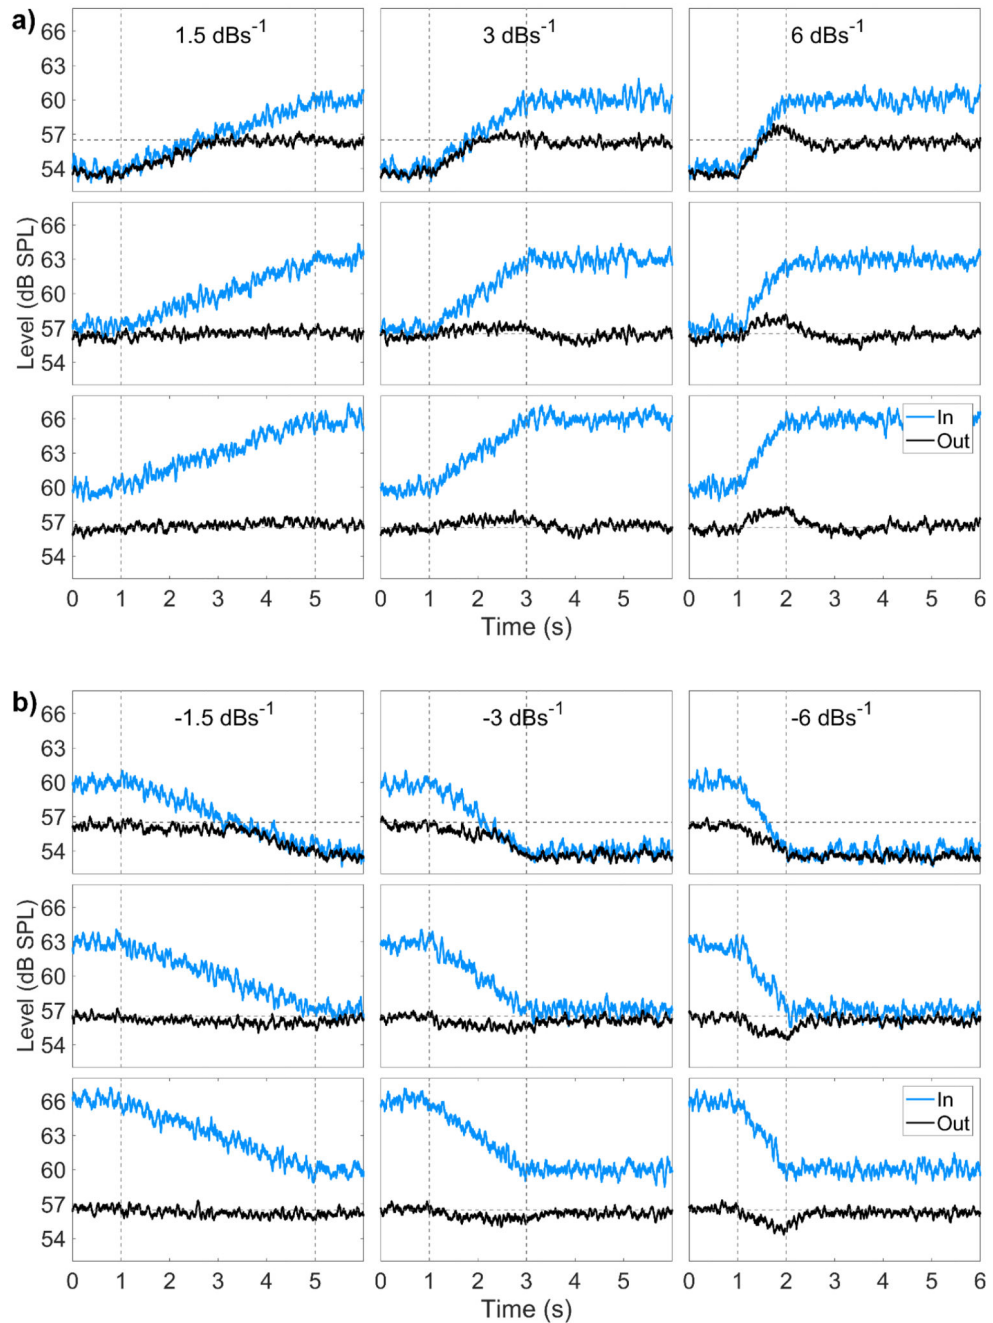 a)
1.5 dBs-1
3 dBs-1
6 dBs-1
66
63
60
57
54
66
63
60
57
54
66
63
60
57
54
Level (dB SPL)
In
Out
0 1 2 3 4 5
0 1 2 3 4 5
0 1 2 3 4 5 6
Time (s)
b)
-1.5 dBs-1
-3 dBs-1
-6 dBs-1
66
63
60
57
54
66
63
60
57
54
66
63
60
57
54
Level (dB SPL)
In
Out
0 1 2 3 4 5
0 1 2 3 4 5
0 1 2 3 4 5 6
Time (s)